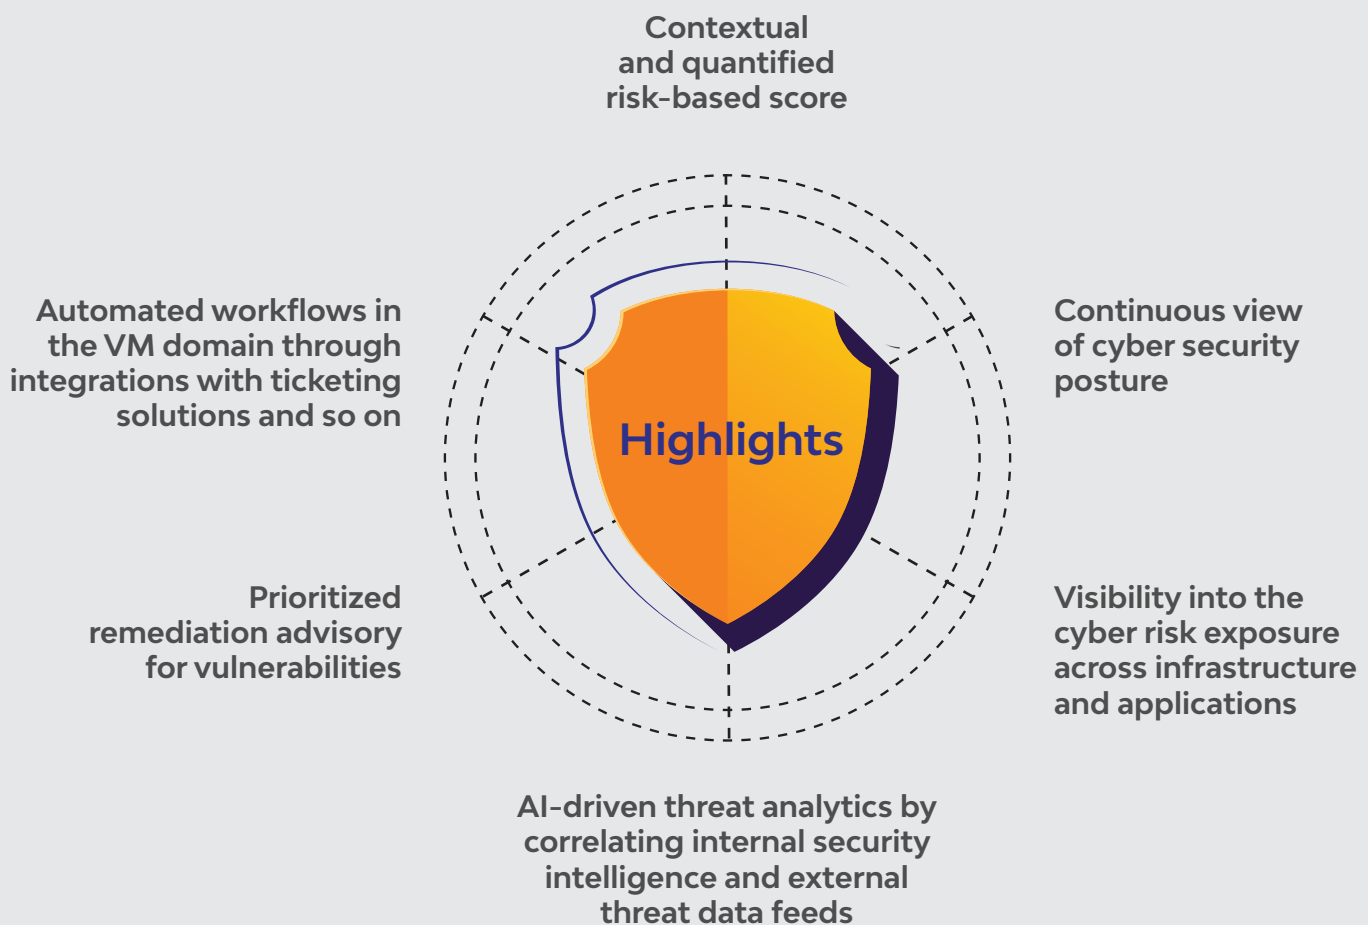 Contextual
and quantified
risk-based score
Automated workflows in
the VM domain through
integrations with ticketing
solutions and so on
Continuous view
of cyber security
posture
Highlights
Prioritized
remediation advisory
for vulnerabilities
Visibility into the
cyber risk exposure
across infrastructure
and applications
AI-driven threat analytics by
correlating internal security
intelligence and external
threat data feeds